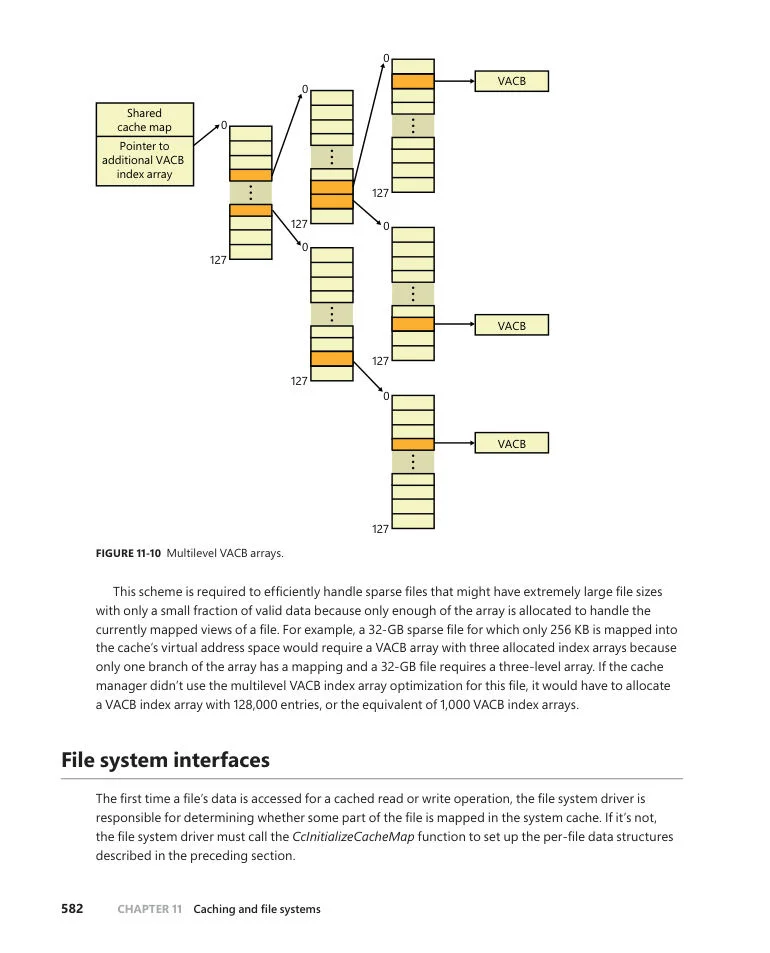 0
VACB
0
Shared
cache map
0
Pointer to
additional VACB
index array
127
127
0
0
127
VACB
127
127
0
VACB
127
FIGURE 11-10 Multilevel VACB arrays.
This scheme is required to efficiently handle sparse files that might have extremely large file sizes
with only a small fraction of valid data because only enough of the array is allocated to handle the
currently mapped views of a file. For example, a 32-GB sparse file for which only 256 KB is mapped into
the cache’s virtual address space would require a VACB array with three allocated index arrays because
only one branch of the array has a mapping and a 32-GB file requires a three-level array. If the cache
manager didn’t use the multilevel VACB index array optimization for this file, it would have to allocate
a VACB index array with 128,000 entries, or the equivalent of 1,000 VACB index arrays.
File system interfaces
The first time a file’s data is accessed for a cached read or write operation, the file system driver is
responsible for determining whether some part of the file is mapped in the system cache. If it’s not,
the file system driver must call the CcInitializeCacheMap function to set up the per-file data structures
described in the preceding section.
582 CHAPTER 11 Caching and file systems